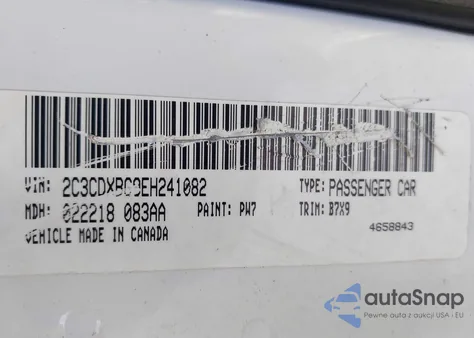 VIN: 2C3CDXBG9EH241082 TYPE: PASSENGER CAR
MDH: 022218 083AA PAINT: PW7 TRIM: B7X9
VEHICLE MADE IN CANADA 4658843
autoSnap
Pewne auta z aukcji USA i EU